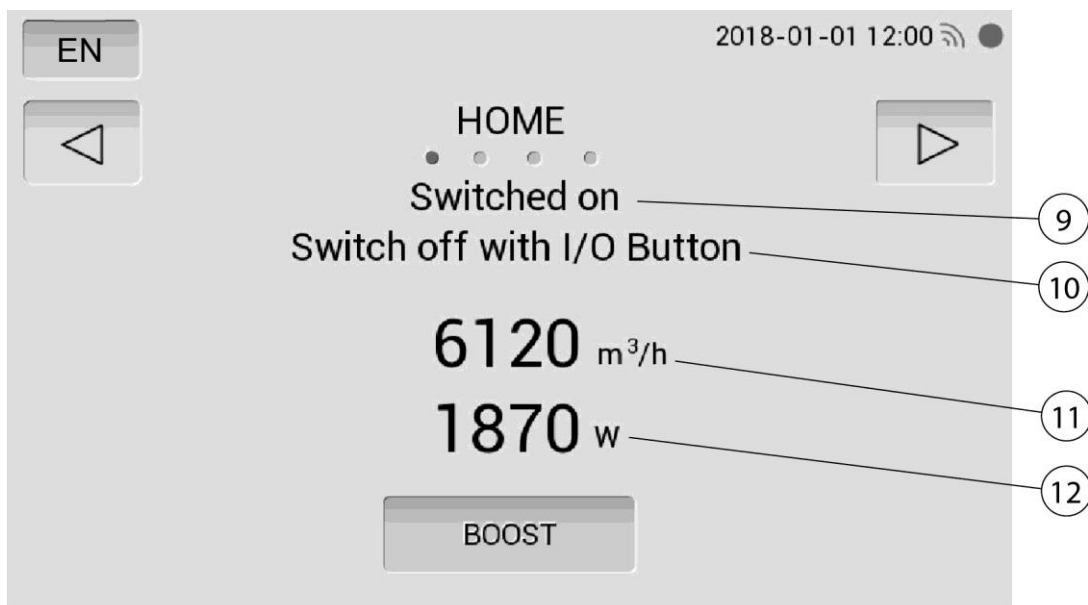 EN
2018-01-01 12:00
HOME
Switched on
9
Switch off with I/O Button
10
6120 m³/h
11
1870 W
12
BOOST